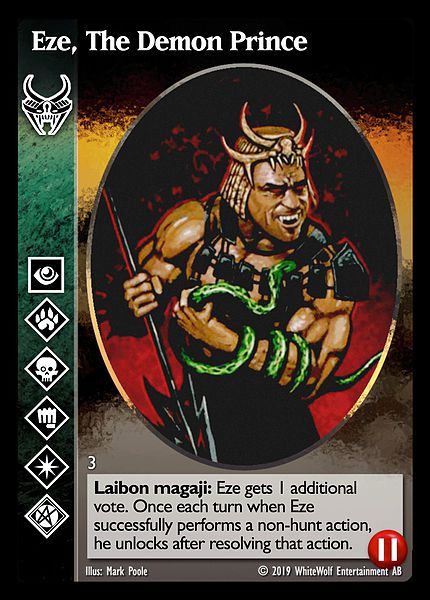 Eze, The Demon Prince
3
Laibon magaji: Eze gets 1 additional
vote. Once each turn when Eze
successfully performs a non-hunt action,
he unlocks after resolving that action.
11
Illus: Mark Poole © 2019 WhiteWolf Entertainment AB